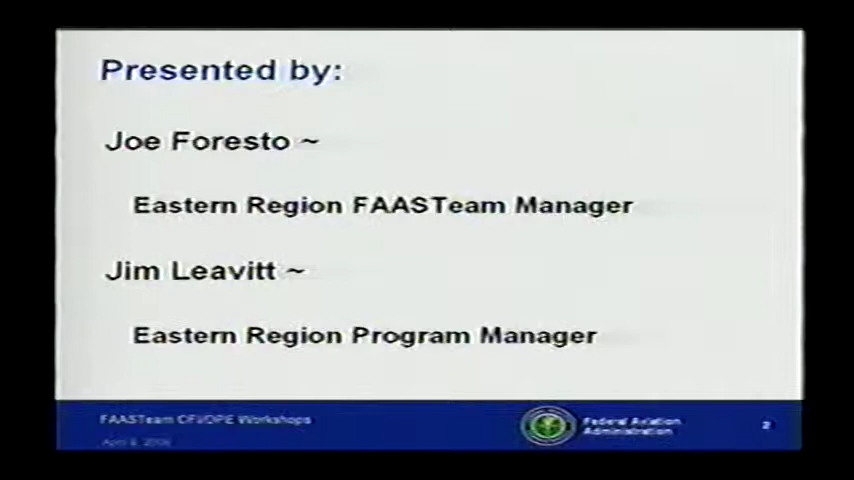 Presented by:
Joe Foresto ~
Eastern Region FAASTeam Manager
Jim Leavitt ~
Eastern Region Program Manager
FAASTeam CFI/DPE Workshops
Federal Aviation
Administration
2